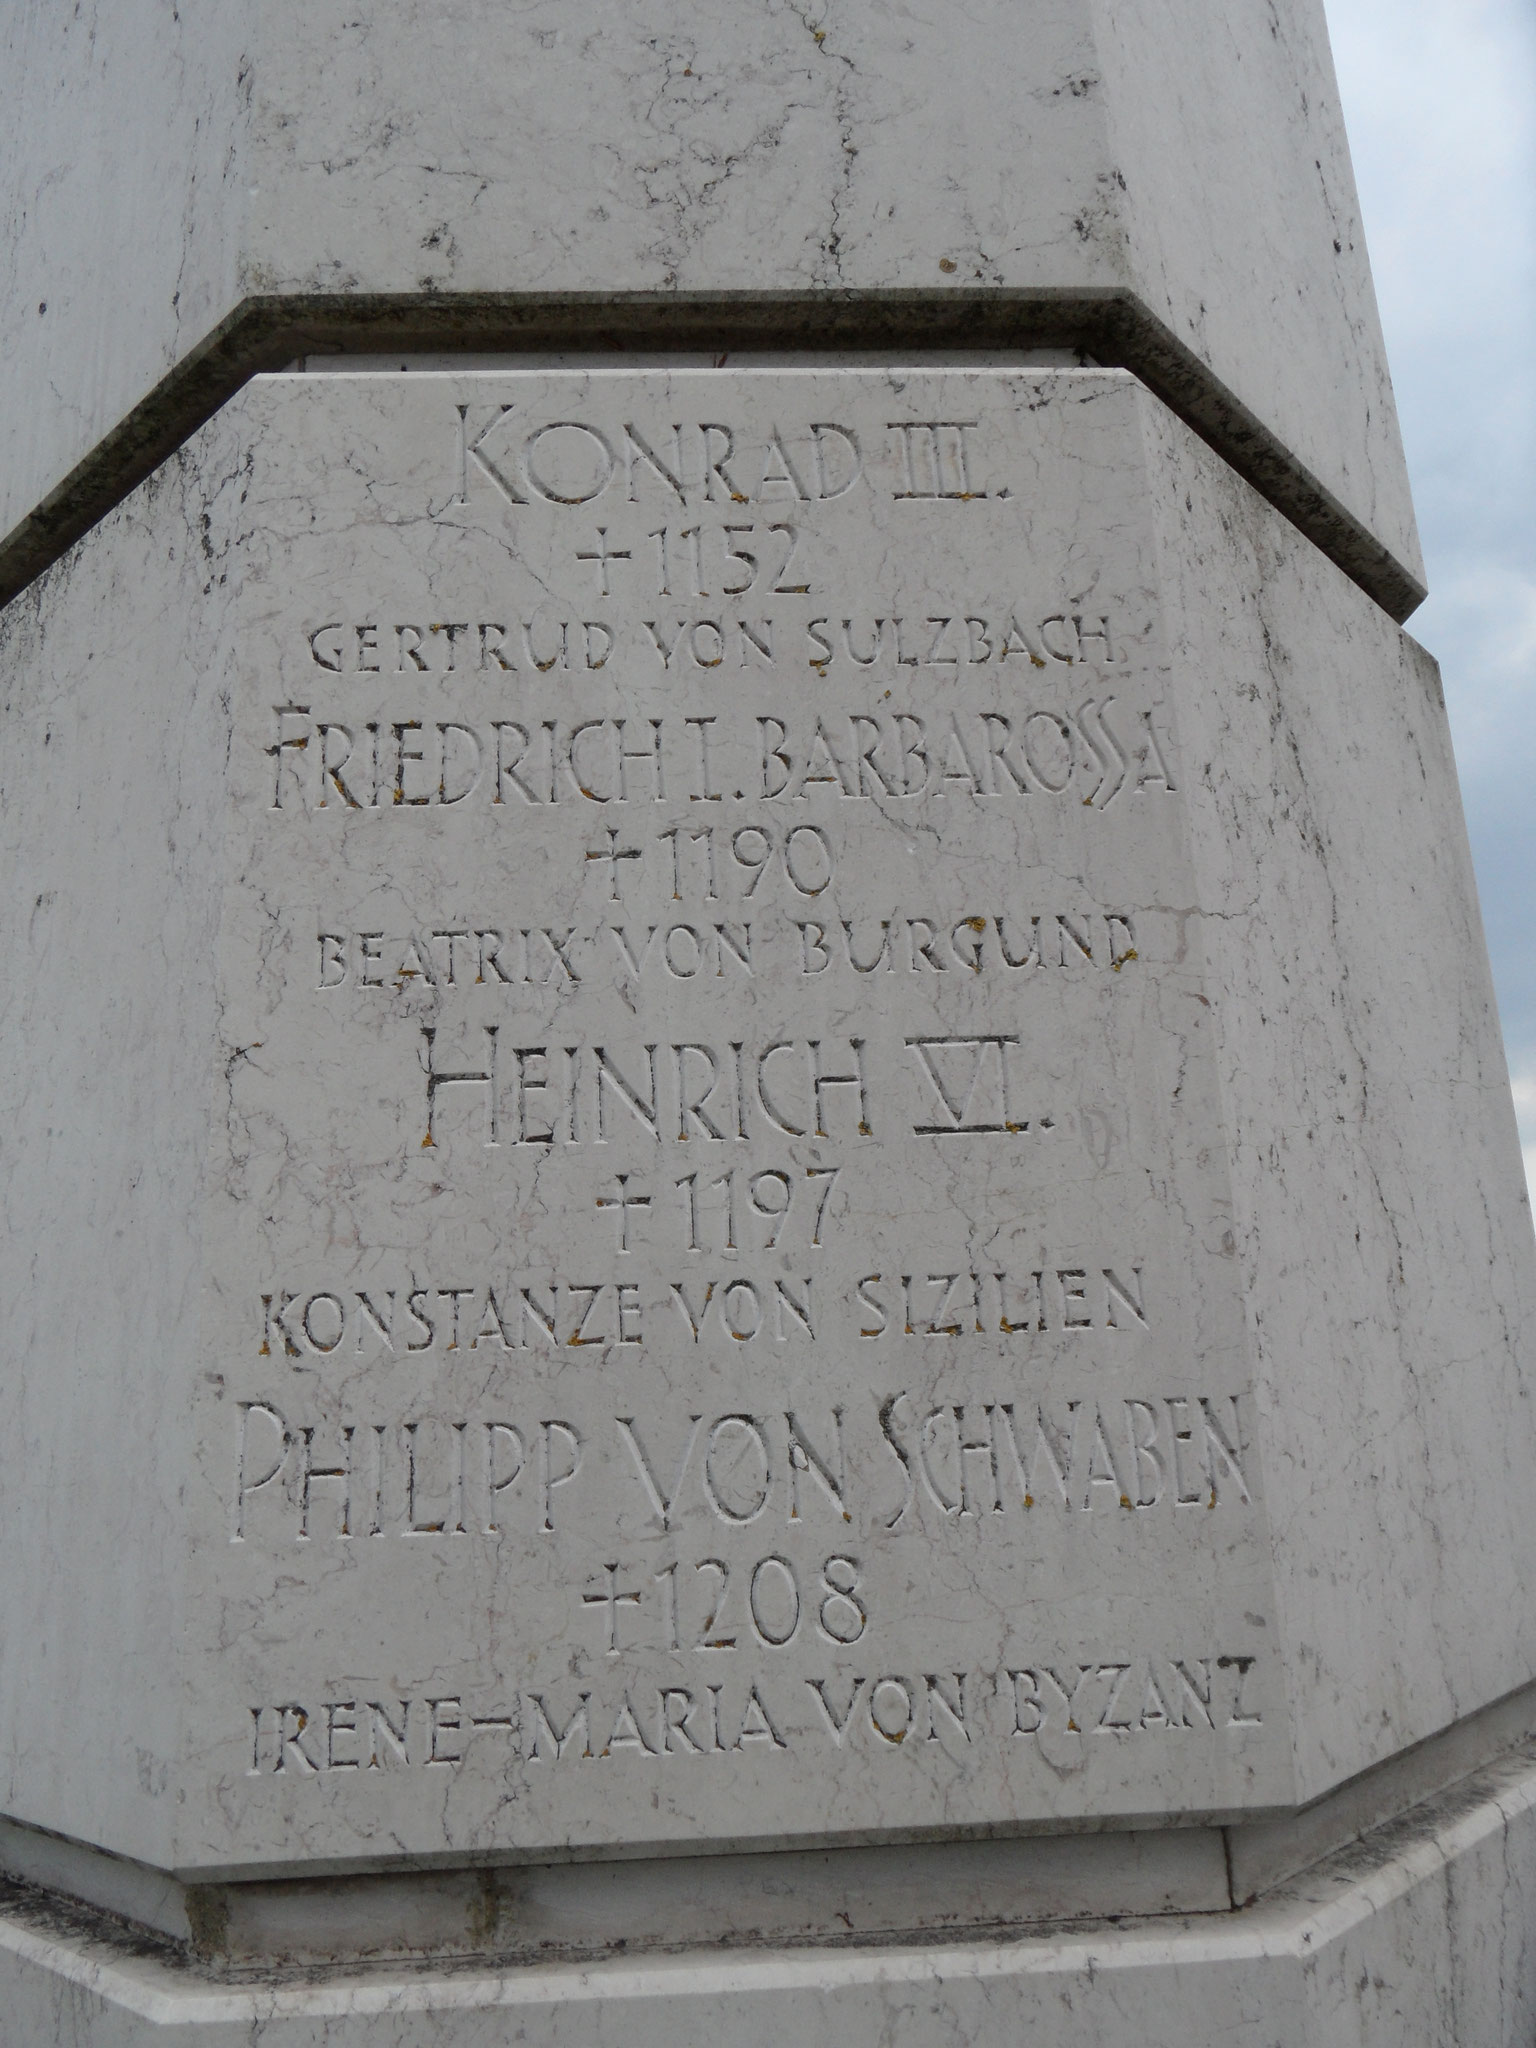 KONRAD III.
+1152
GERTRUD VON SULZBACH
FRIEDRICH I. BARBAROSSA
+1190
BEATRIX VON BURGUND
HEINRICH VI.
+1197
KONSTANZE VON SIZILIEN
PHILIPP VON SCHWABEN
+1208
IRENE-MARIA VON BYZANZ